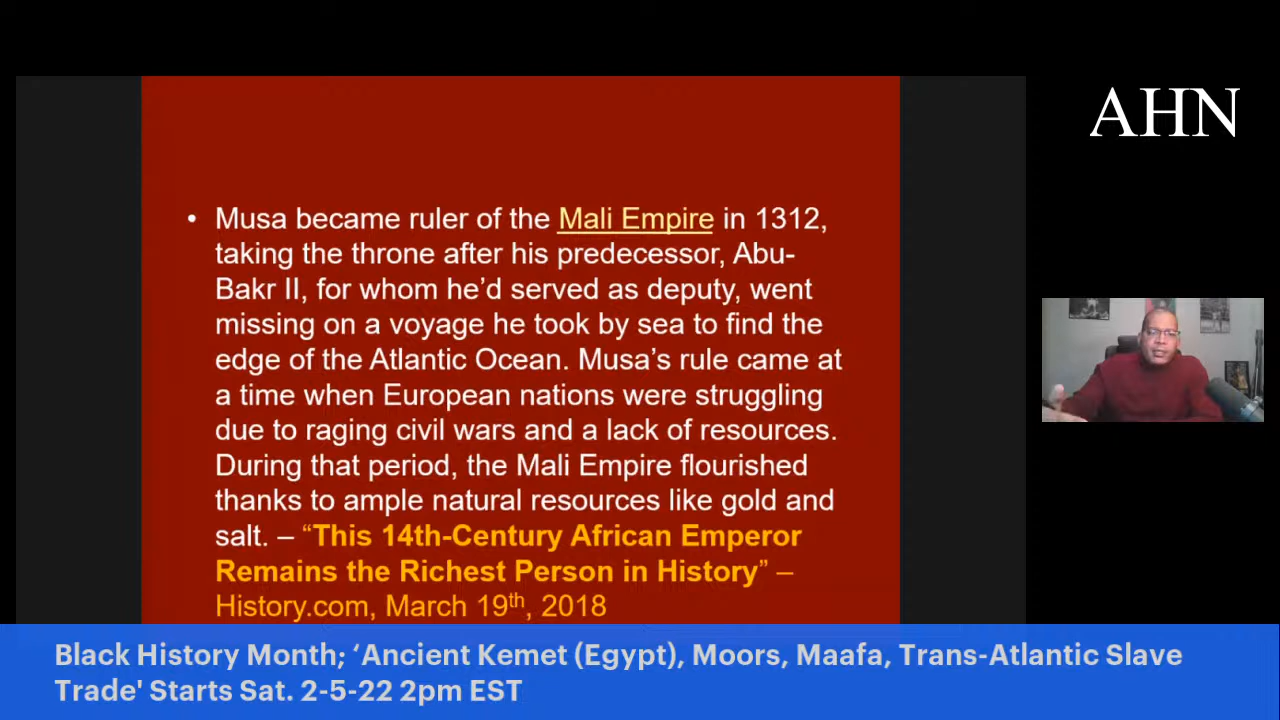 AHN
• Musa became ruler of the Mali Empire in 1312,
taking the throne after his predecessor, Abu-
Bakr II, for whom he’d served as deputy, went
missing on a voyage he took by sea to find the
edge of the Atlantic Ocean. Musa’s rule came at
a time when European nations were struggling
due to raging civil wars and a lack of resources.
During that period, the Mali Empire flourished
thanks to ample natural resources like gold and
salt. – “This 14th-Century African Emperor
Remains the Richest Person in History” –
History.com, March 19th, 2018
Black History Month; ‘Ancient Kemet (Egypt), Moors, Maafa, Trans-Atlantic Slave
Trade' Starts Sat. 2-5-22 2pm EST